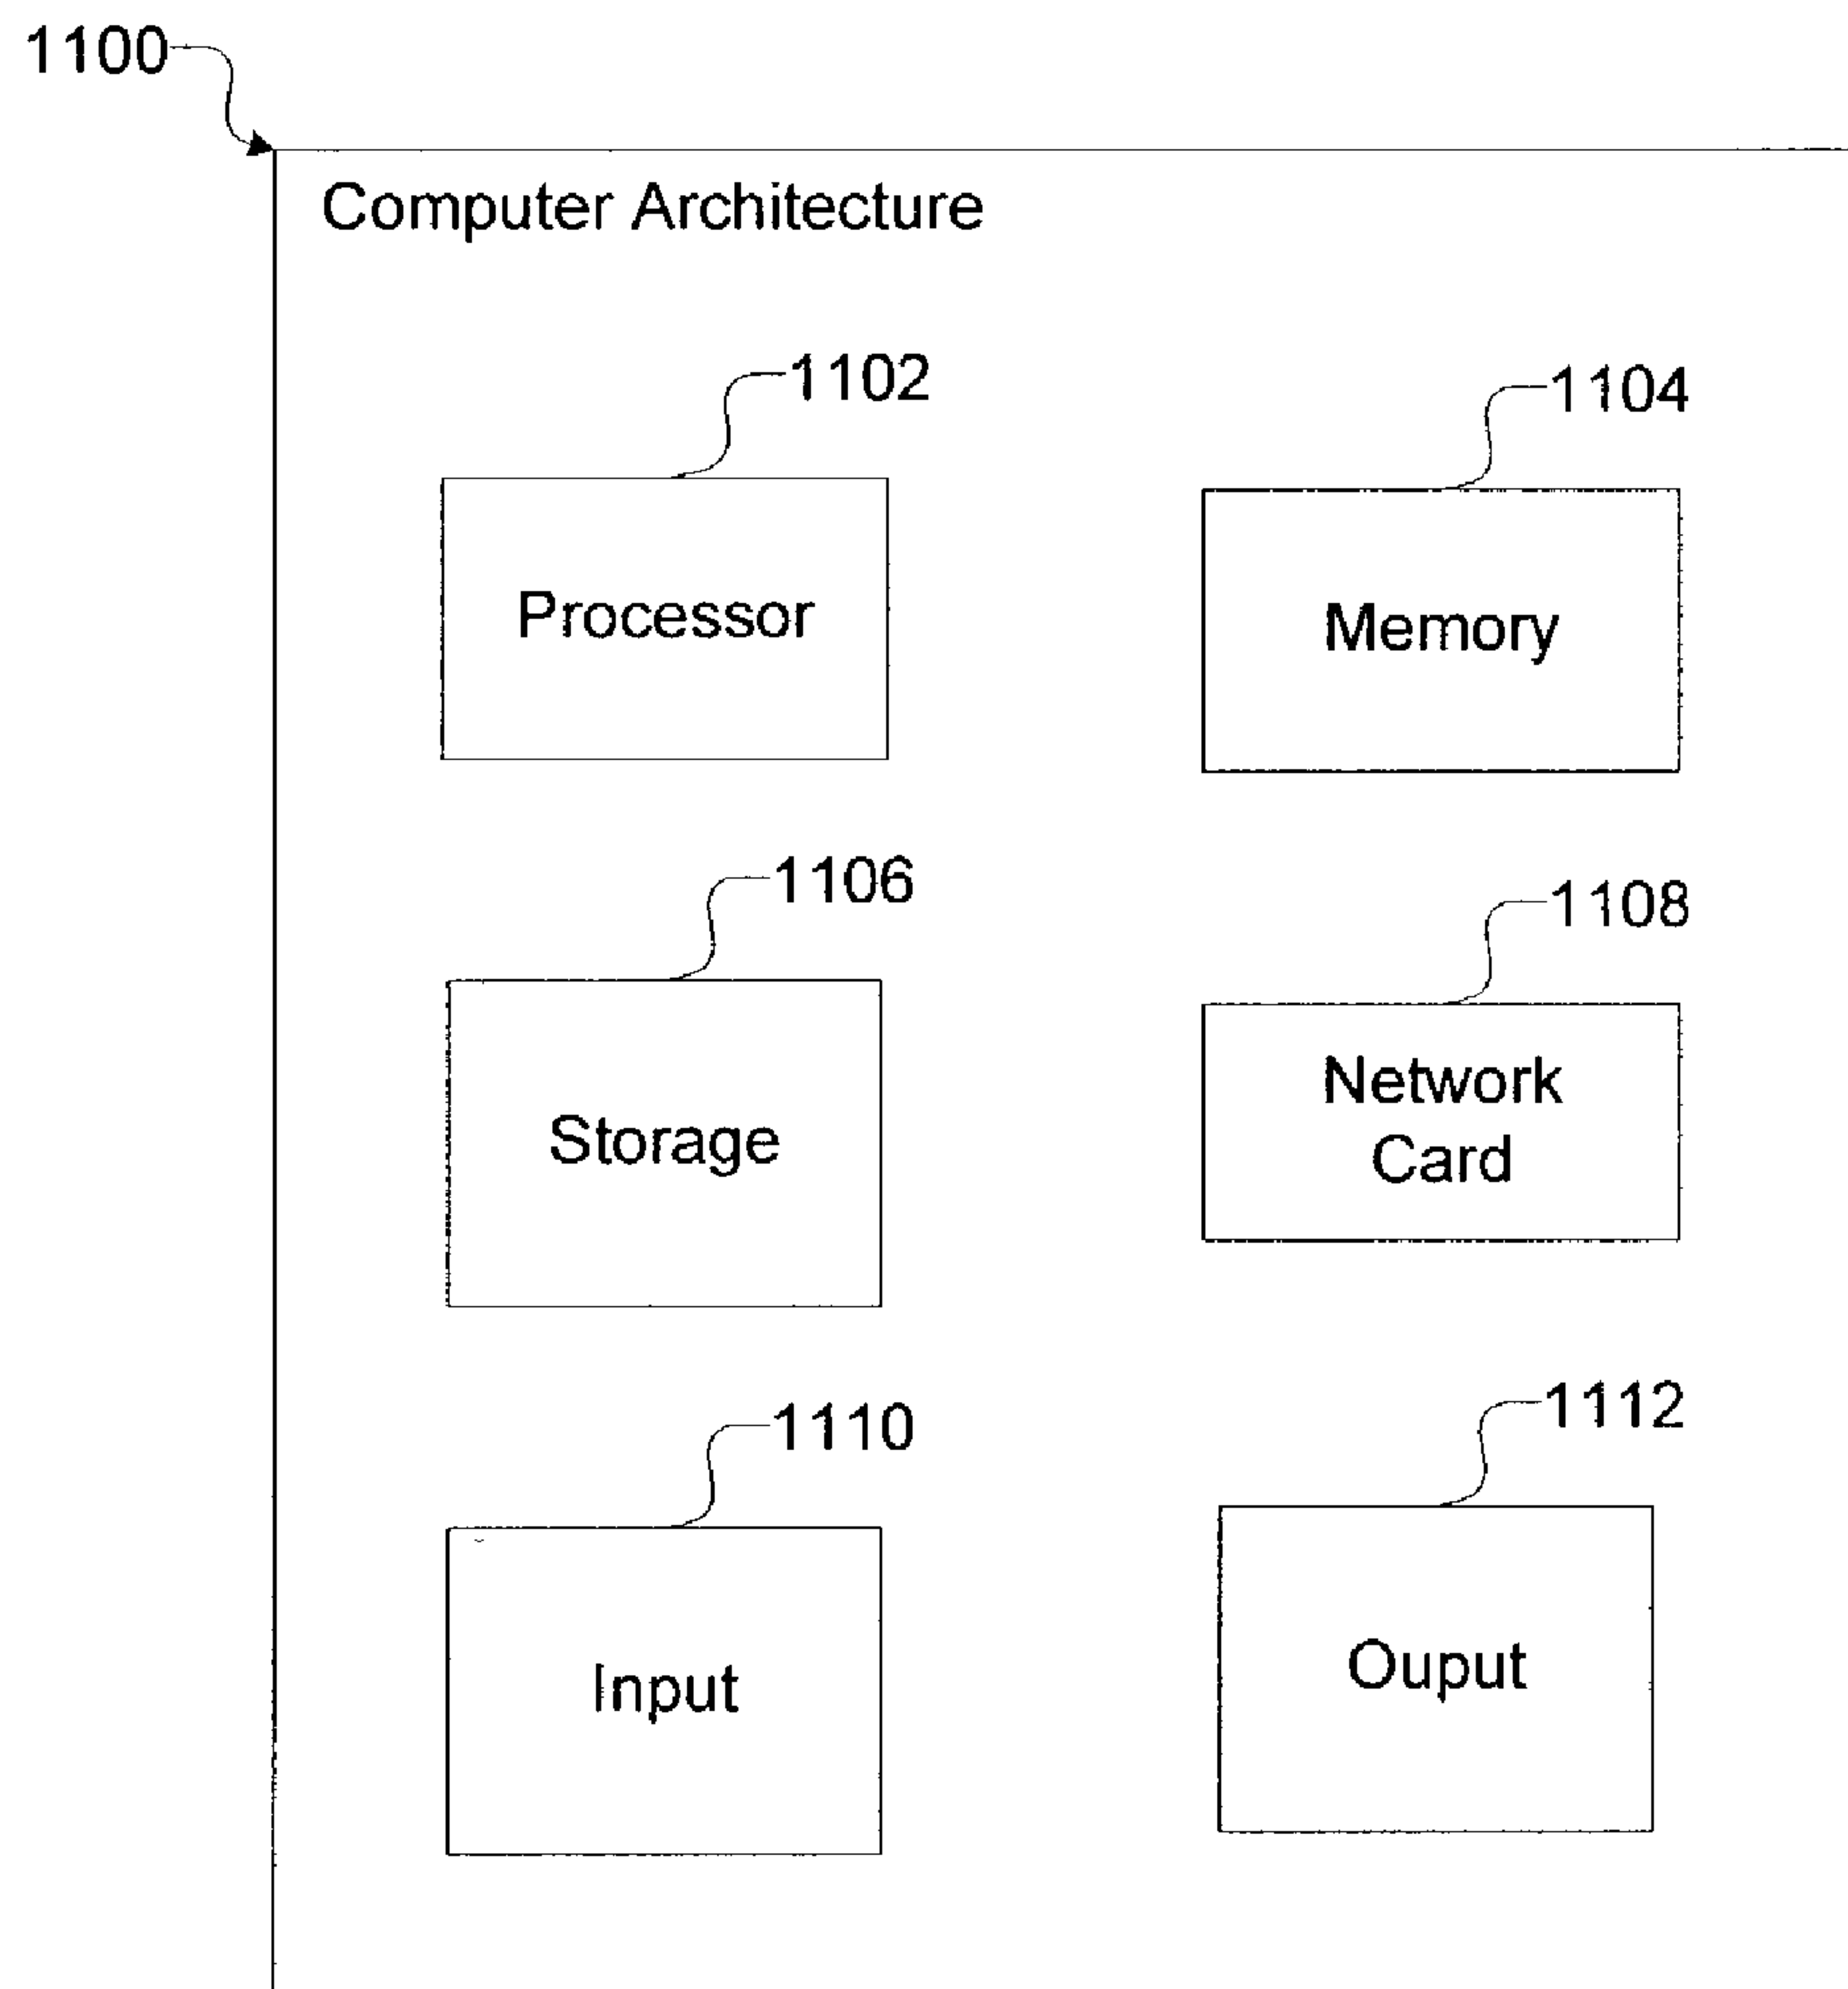 1100
Computer Architecture
1102
1104
Processor
Memory
1106
1108
Storage
Network
Card
1110
1112
Input
Ouput